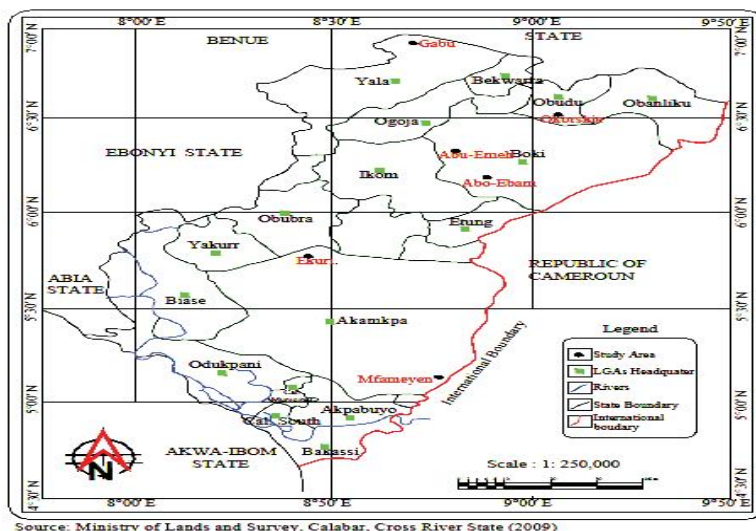 8°00'E 8°30'E 9°00'E 9°50'E
BENUE STATE
7°00'N
Gabu
Yala
Bekwarra
Obudu
Obanliku
6°30'N
Ogoja
EBONYI STATE
Abu-Emeh
Boki
Ikom
Abo-Ebam
6°00'N
Obubra
Etung
Yakurr
REPUBLIC OF
CAMEROUN
ABIA
STATE
Biase
5°30'N
Akamkpa
International Boundary
Odukpani
Mfameyen
5°00'N
Akpabuyo
Cal. South
Bakassi
AKWA-IBOM
STATE
N
4°30'N
8°00'E 8°30'E 9°00'E 9°50'E
Legend
Study Area
LGAs Headquater
Rivers
State Boundary
International
boudary
Scale : 1: 250,000
Source: Ministry of Lands and Survey, Calabar, Cross River State (2009)